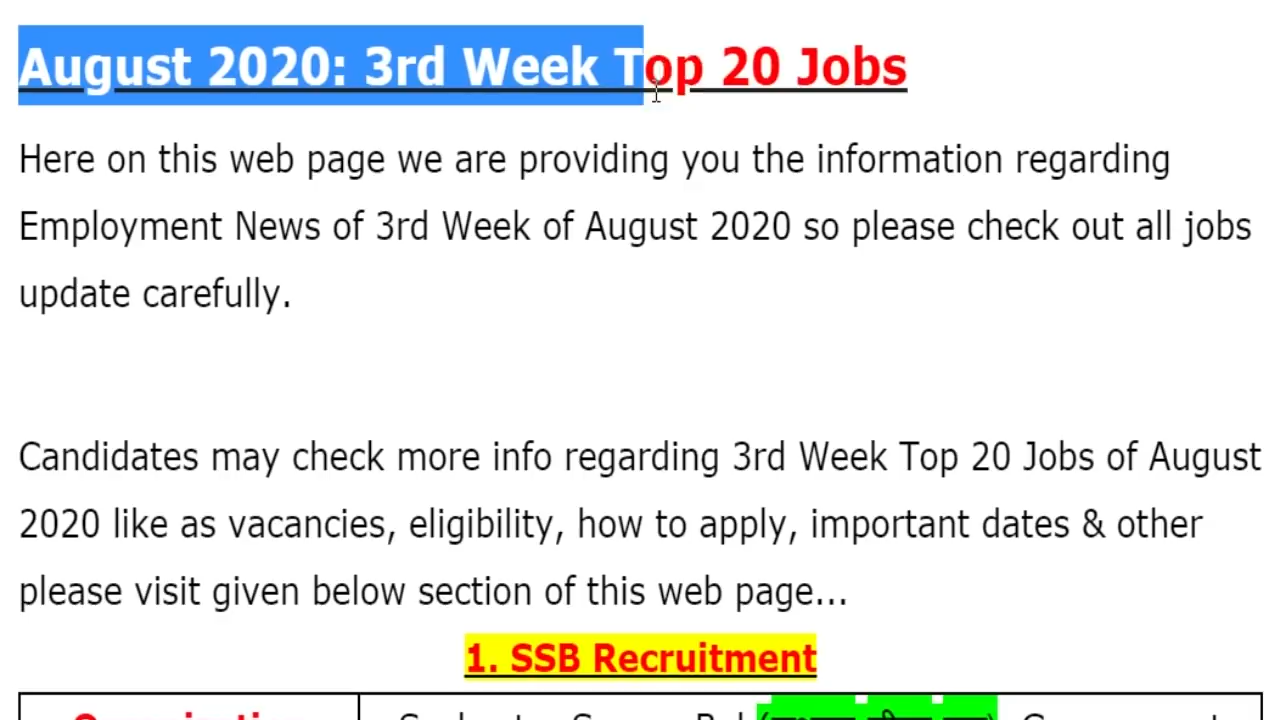 August 2020: 3rd Week Top 20 Jobs
Here on this web page we are providing you the information regarding
Employment News of 3rd Week of August 2020 so please check out all jobs
update carefully.
Candidates may check more info regarding 3rd Week Top 20 Jobs of August
2020 like as vacancies, eligibility, how to apply, important dates & other
please visit given below section of this web page...
1. SSB Recruitment